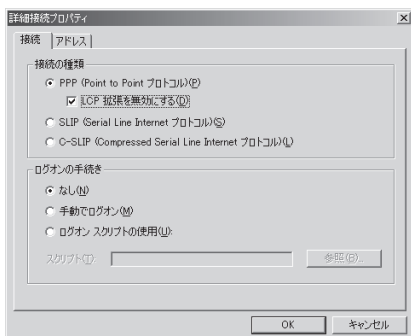 詳細接続プロパティ
接続
アドレス
接続の種類
PPP (Point to Point プロトコル)(P)
LCP 拡張を無効にする(D)
SLIP (Serial Line Internet プロトコル)(S)
C-SLIP (Compressed Serial Line Internet プロトコル)(L)
ログオンの手続き
なし(N)
手動でログオン(M)
ログオン スクリプトの使用(U):
スクリプト(T):
参照(B)...
OK
キャンセル